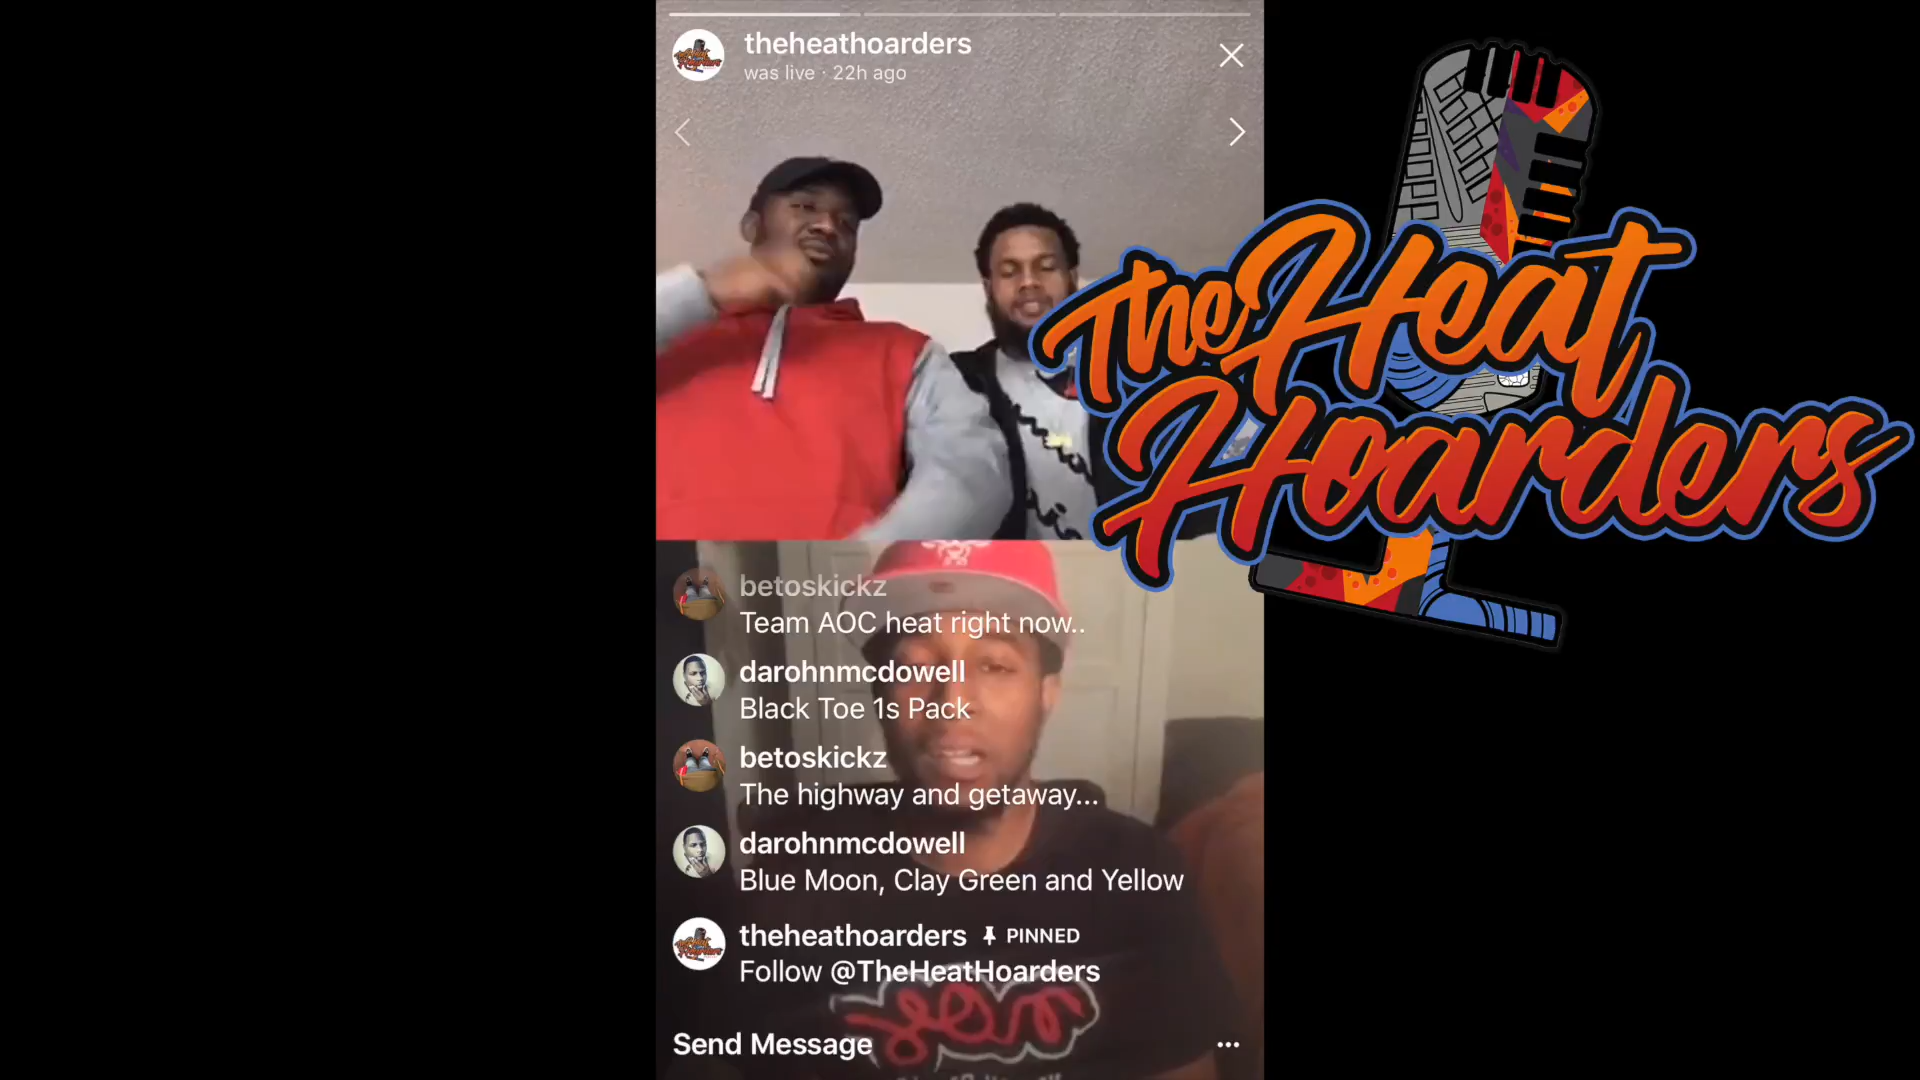 theheathoarders
was live · 22h ago
The Heat
Hoarders
betoskickz
Team AOC heat right now..
darohnmcdowell
Black Toe 1s Pack
betoskickz
The highway and getaway...
darohnmcdowell
Blue Moon, Clay Green and Yellow
theheathoarders PINNED
Follow @TheHeatHoarders
Send Message